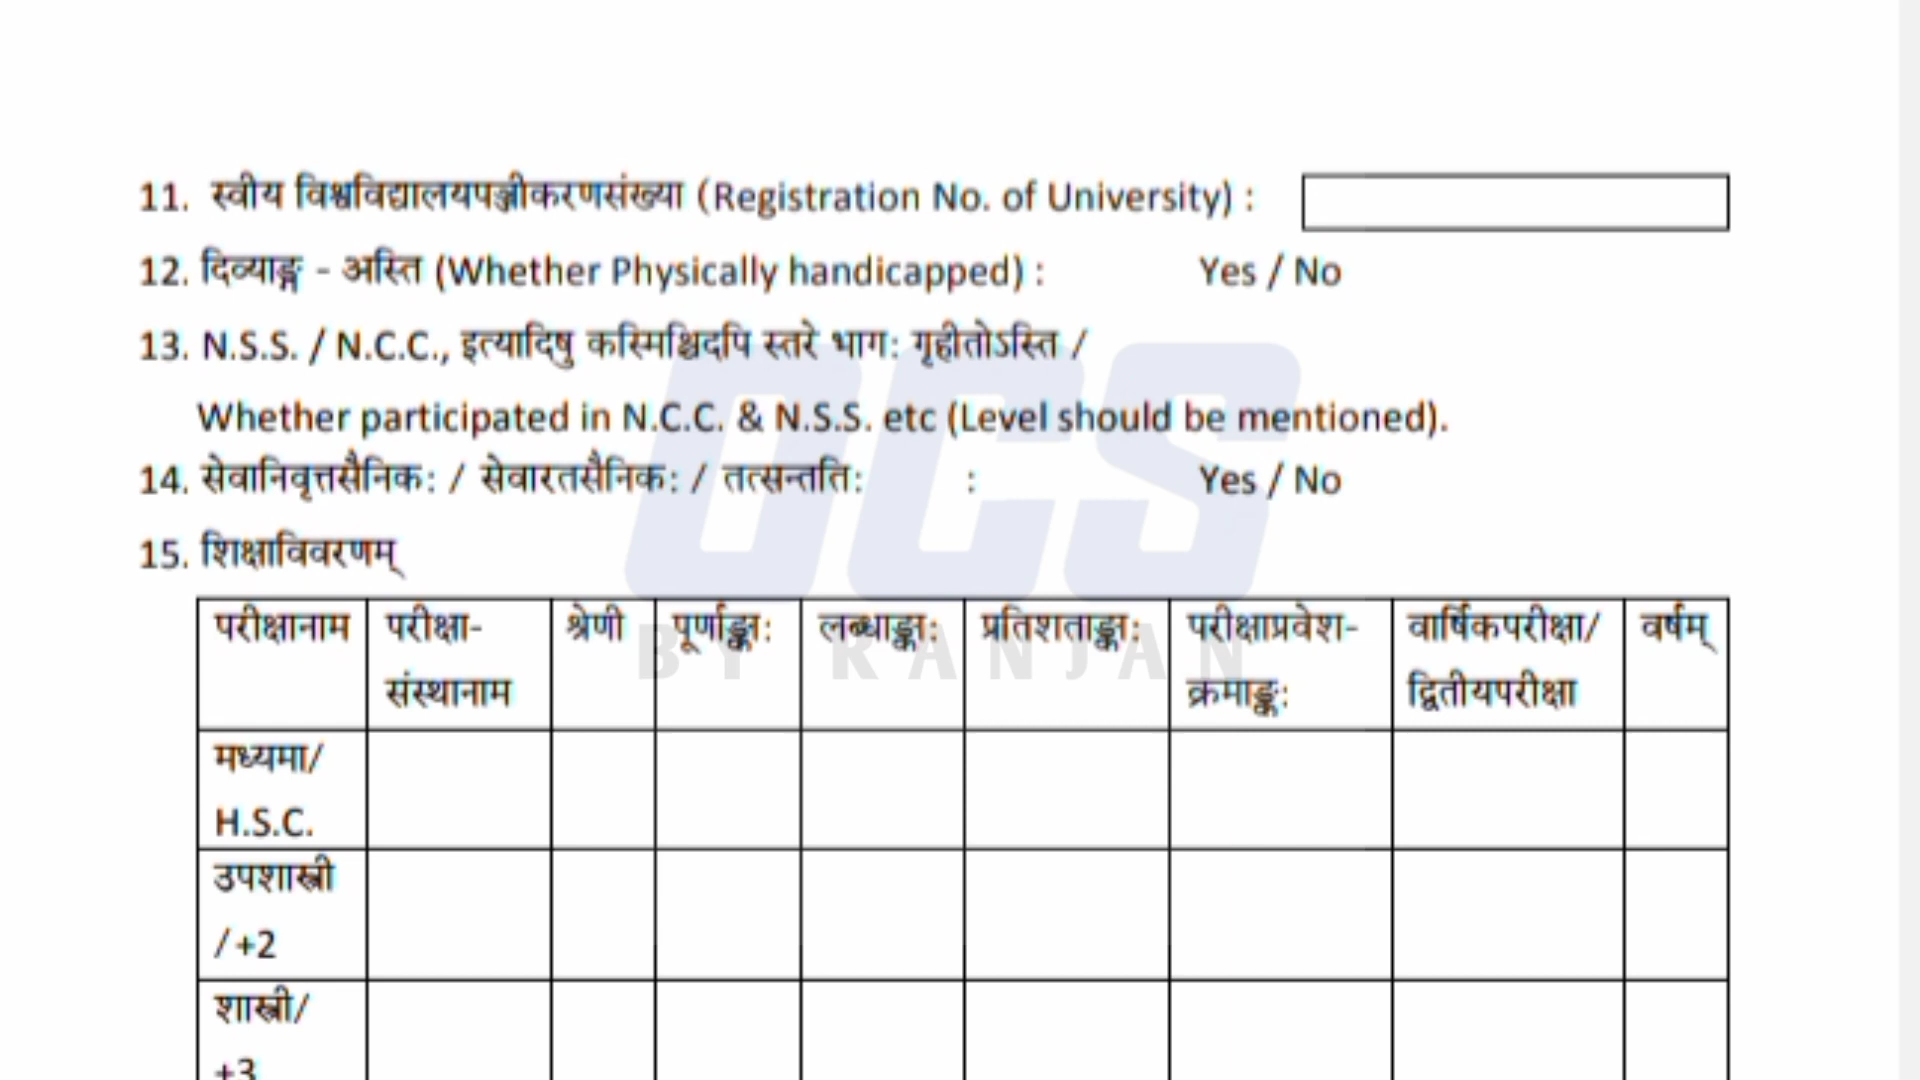 11. स्वीय विश्वविद्यालयपञ्जीकरणसंख्या (Registration No. of University) :
12. दिव्याङ्ग - अस्ति (Whether Physically handicapped) : Yes / No
13. N.S.S. / N.C.C., इत्यादिषु कस्मिश्चिदपि स्तरे भाग: गृहीतोऽस्ति /
Whether participated in N.C.C. & N.S.S. etc (Level should be mentioned).
14. सेवानिवृत्तसैनिक: / सेवारतसैनिक: / तत्सन्तति: : Yes / No
15. शिक्षाविवरणम्
OCS
BY RANJAN
परीक्षानाम परीक्षा- श्रेणी पूर्णाङ्का: लब्धाङ्का: प्रतिशताङ्का: परीक्षाप्रवेश- वार्षिकपरीक्षा/ वर्षम्
संस्थानाम क्रमाङ्क: द्वितीयपरीक्षा
मध्यमा/
H.S.C.
उपशास्त्री
/ +2
शास्त्री/
+3